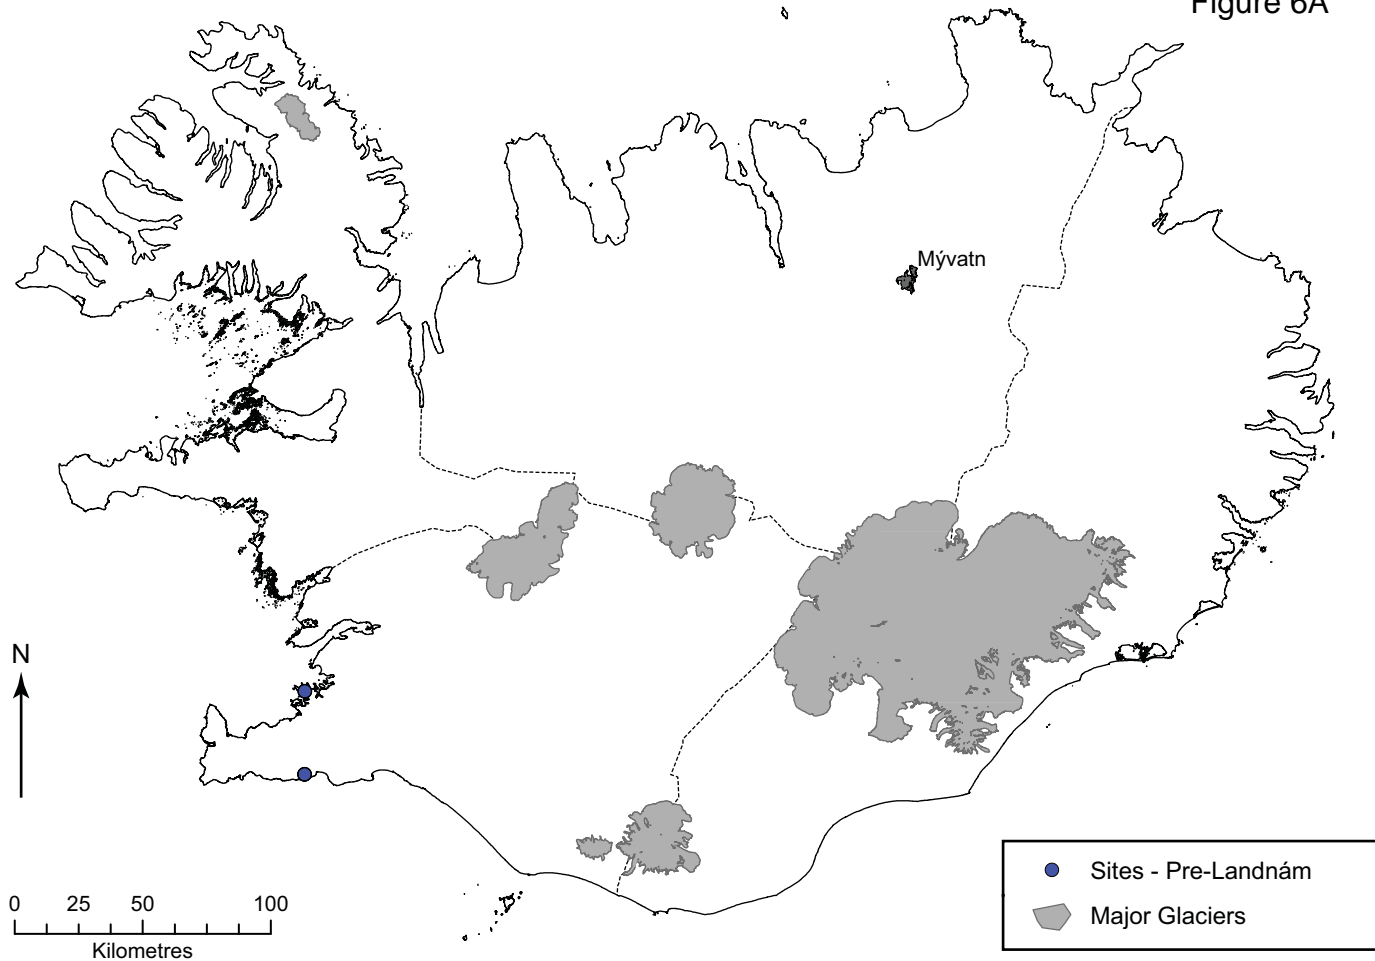 Figure 6A
Mývatn
N
0 25 50 100
Kilometres
Sites - Pre-Landnám
Major Glaciers